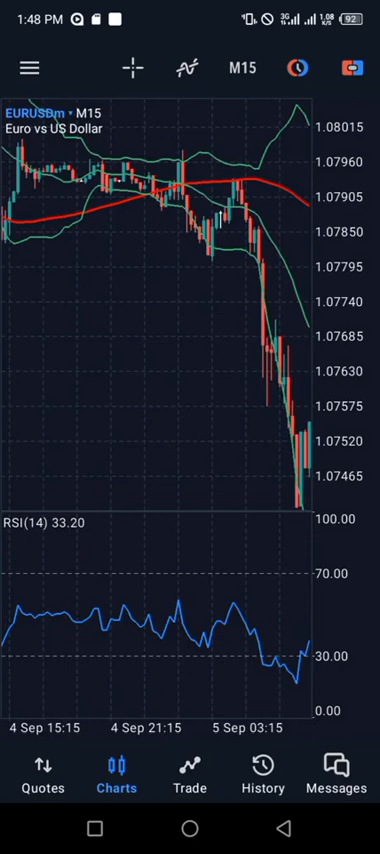 1:48 PM
3G
1.08
K/S
92
M15
EURUSDm ▾ M15
Euro vs US Dollar
1.08015
1.07960
1.07905
1.07850
1.07795
1.07740
1.07685
1.07630
1.07575
1.07520
1.07465
RSI(14) 33.20
100.00
70.00
30.00
0.00
4 Sep 15:15
4 Sep 21:15
5 Sep 03:15
Quotes
Charts
Trade
History
Messages